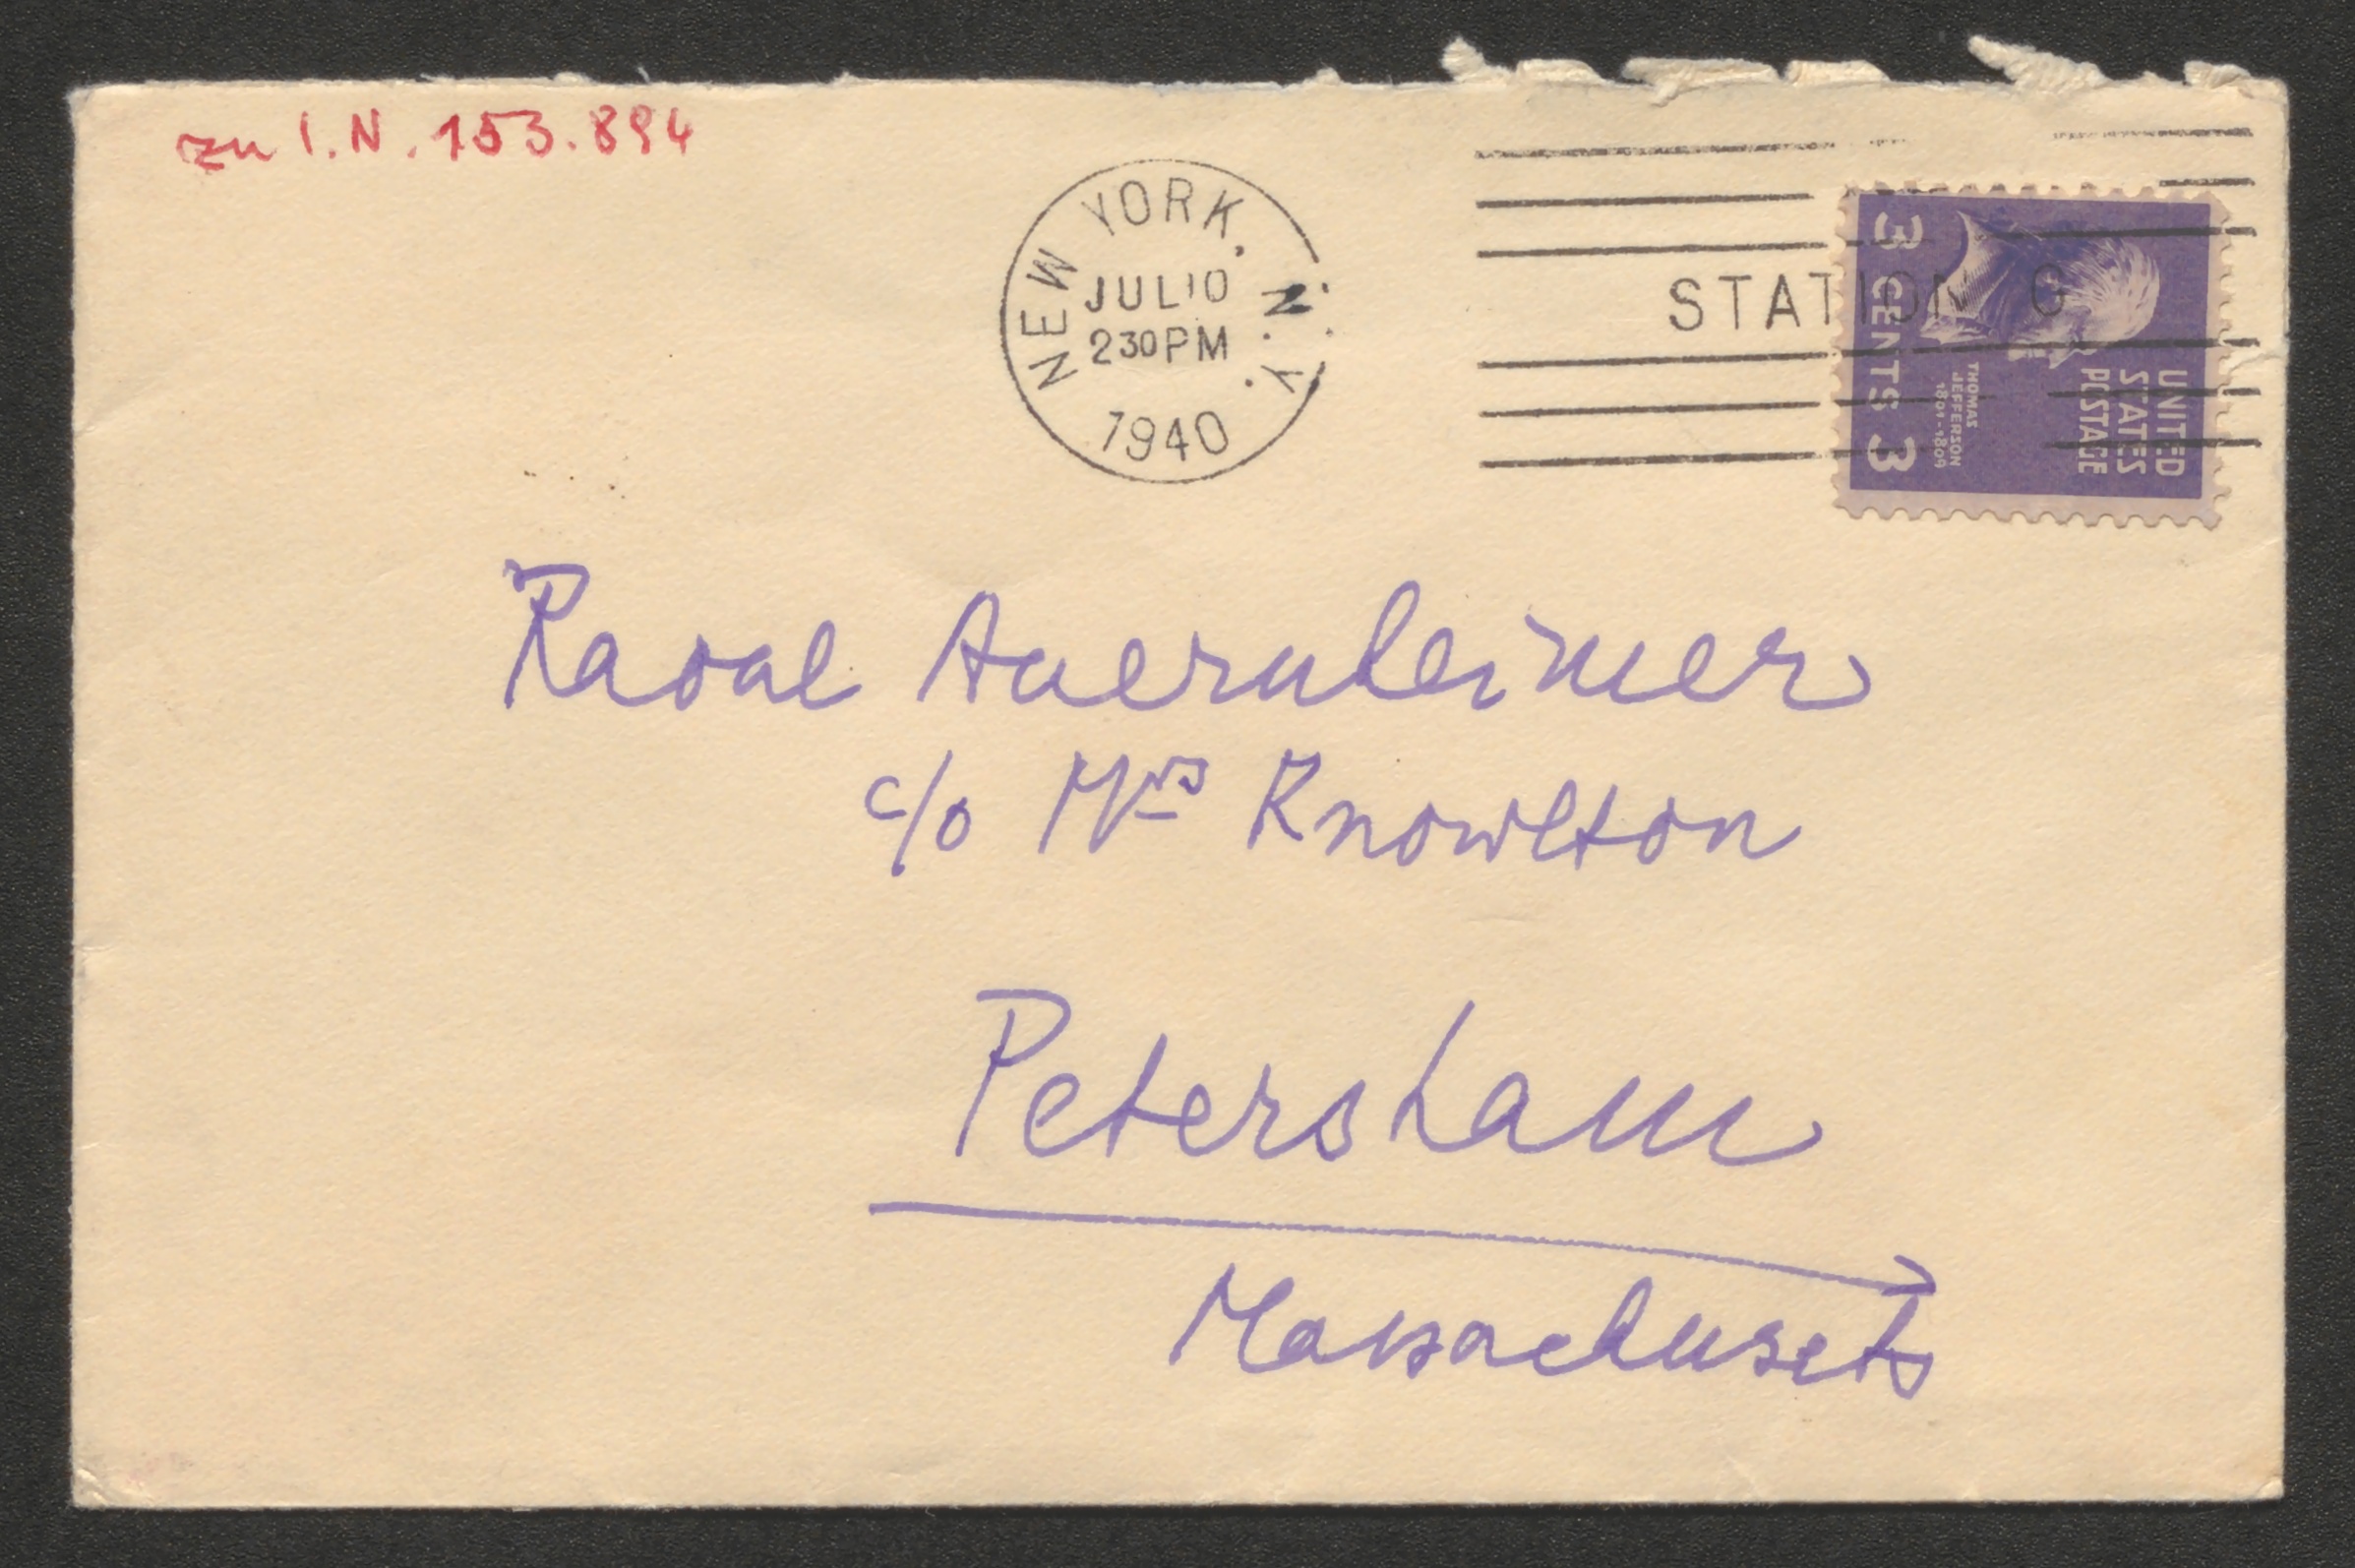 zu I.N. 153.894
NEW YORK, N.Y.
JUL 10
2 30 PM
1940
STATION G
3 CENTS 3
THOMAS
JEFFERSON
1801-1809
UNITED
STATES
POSTAGE
Raoul Auernheimer
c/o Mrs Knowlton
Petersham
Massachusets